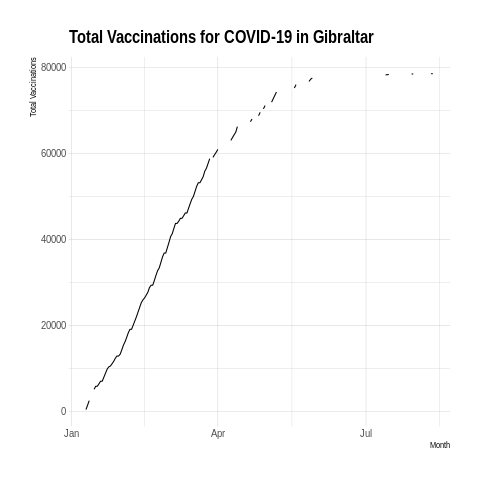 Total Vaccinations for COVID-19 in Gibraltar
Total Vaccinations
80000
60000
40000
20000
0
Jan Apr Jul
Month